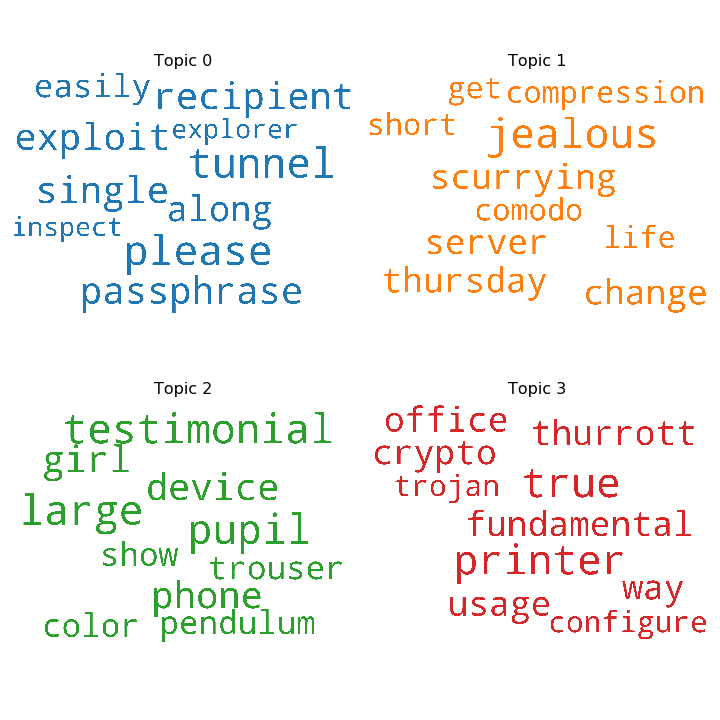 Topic 0
easily
recipient
exploit
explorer
tunnel
single
along
inspect
please
passphrase
Topic 1
get
compression
short
jealous
scurrying
comodo
server
life
thursday
change
Topic 2
testimonial
girl
device
large
pupil
show
trouser
phone
color
pendulum
Topic 3
office
thurrott
crypto
trojan
true
fundamental
printer
way
usage
configure